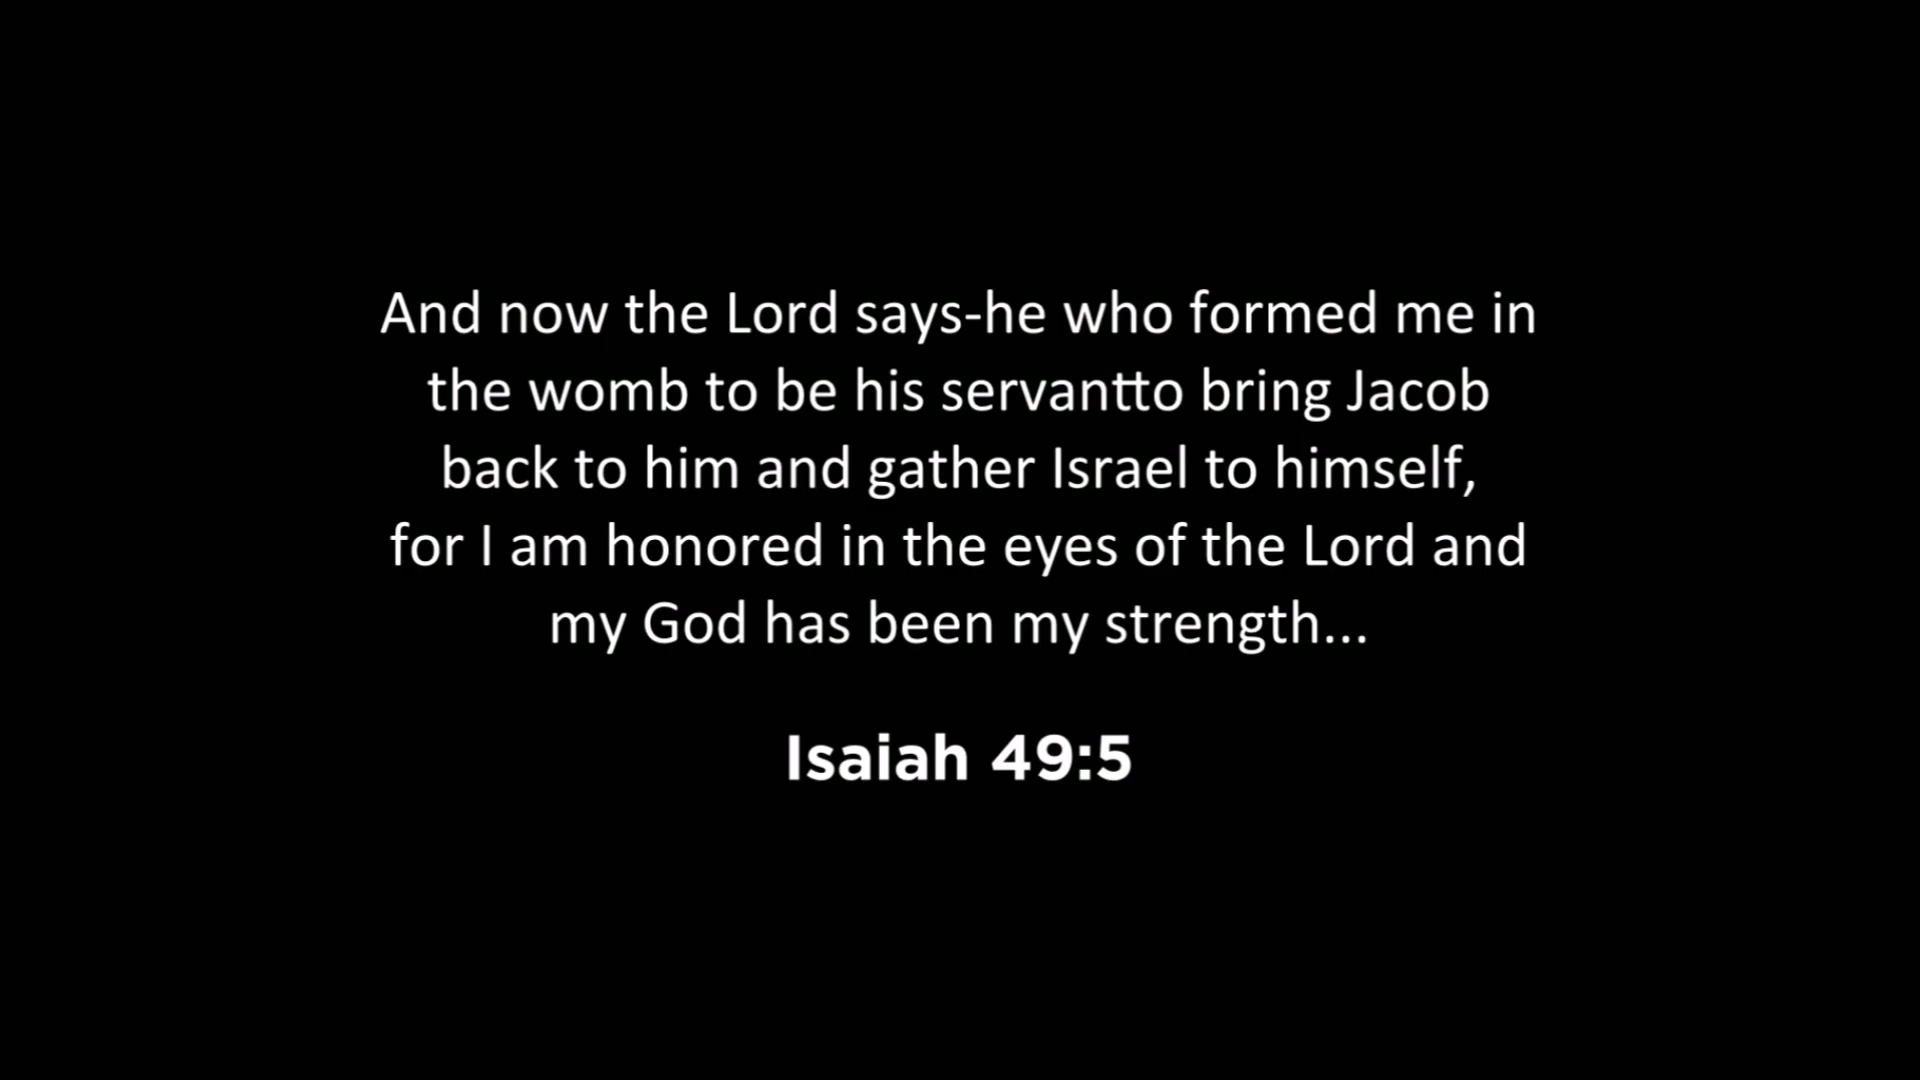 And now the Lord says-he who formed me in
the womb to be his servantto bring Jacob
back to him and gather Israel to himself,
for I am honored in the eyes of the Lord and
my God has been my strength...
Isaiah 49:5